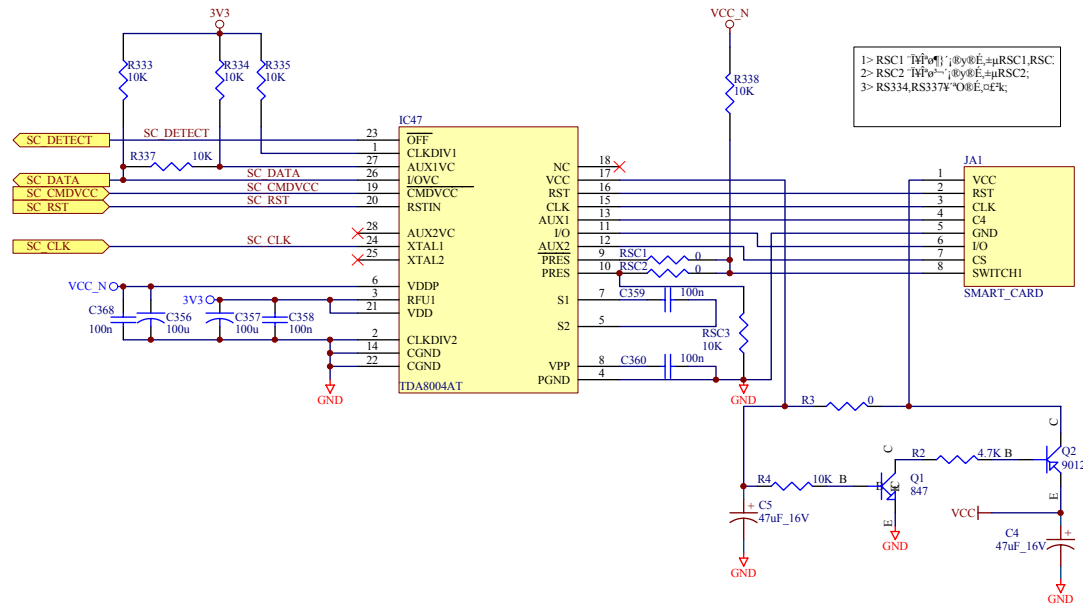 3V3
VCC_N
R333
10K
R334
10K
R335
10K
R338
10K
1> RSC1
2> RSC2
3> RS334,RS337
IC47
SC_DETECT
SC_DETECT
23
OFF
1
CLKDIV1
R337
10K
27
AUX1VC
SC_DATA
SC_DATA
26
I/OVC
SC_CMDVCC
SC_CMDVCC
19
CMDVCC
SC_RST
SC_RST
20
RSTIN
28
AUX2VC
SC_CLK
SC_CLK
24
XTAL1
25
XTAL2
VCC_N
6
VDDP
3V3
3
RFU1
21
VDD
C368
100n
C356
100u
C357
100u
C358
100n
2
CLKDIV2
14
CGND
22
CGND
TDA8004AT
GND
NC
18
VCC
17
RST
16
CLK
15
AUX1
13
I/O
11
AUX2
12
PRES
9
RSC1
0
PRES
10
RSC2
0
S1
7
C359
100n
S2
5
RSC3
10K
VPP
8
C360
100n
PGND
4
GND
JA1
1
VCC
2
RST
3
CLK
4
C4
5
GND
6
I/O
7
CS
8
SWITCH1
SMART_CARD
R3
0
R4
10K
B
C
E
Q1
847
R2
4.7K
B
C
E
Q2
9012
C5
47uF_16V
GND
GND
VCC
C4
47uF_16V
GND